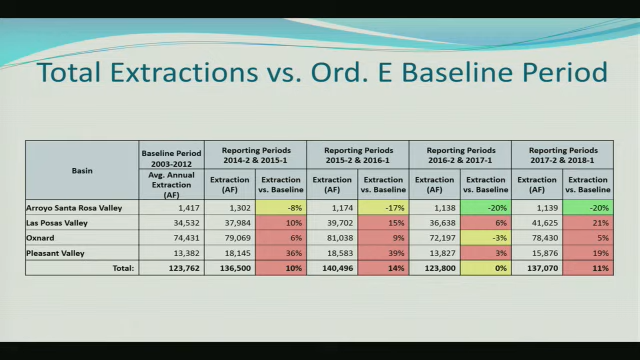 Total Extractions vs. Ord. E Baseline Period
Basin
Baseline Period
2003-2012
Reporting Periods
2014-2 & 2015-1
Reporting Periods
2015-2 & 2016-1
Reporting Periods
2016-2 & 2017-1
Reporting Periods
2017-2 & 2018-1
Avg. Annual
Extraction
(AF)
Extraction
(AF)
Extraction
vs. Baseline
Extraction
(AF)
Extraction
vs. Baseline
Extraction
(AF)
Extraction
vs. Baseline
Extraction
(AF)
Extraction
vs. Baseline
Arroyo Santa Rosa Valley 1,417 1,302 -8% 1,174 -17% 1,138 -20% 1,139 -20%
Las Posas Valley 34,532 37,984 10% 39,702 15% 36,638 6% 41,625 21%
Oxnard 74,431 79,069 6% 81,038 9% 72,197 -3% 78,430 5%
Pleasant Valley 13,382 18,145 36% 18,583 39% 13,827 3% 15,876 19%
Total: 123,762 136,500 10% 140,496 14% 123,800 0% 137,070 11%